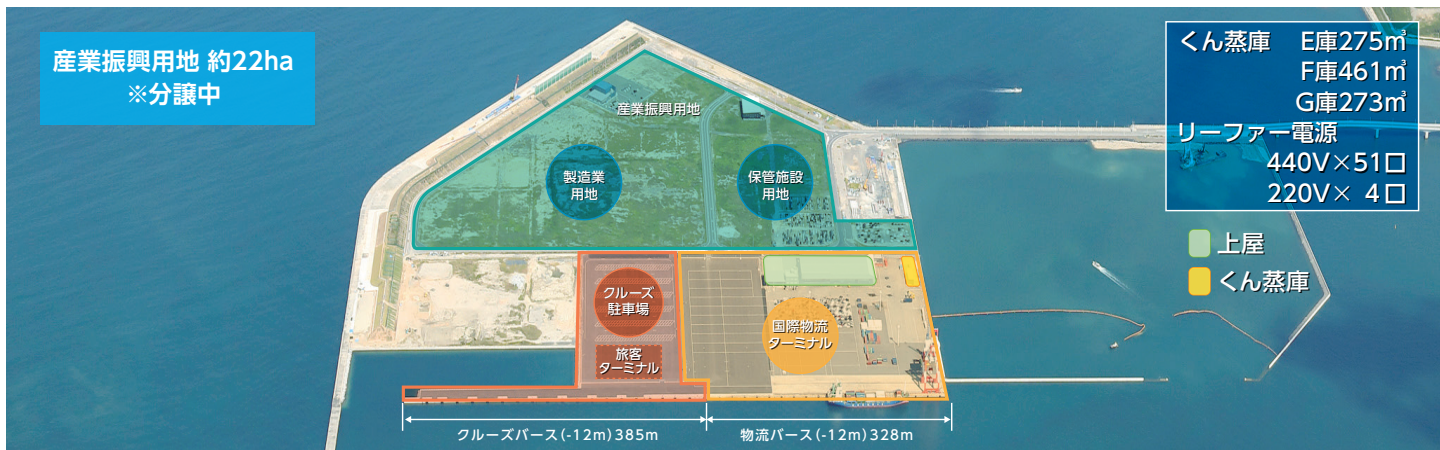 産業振興用地 約22ha
※分譲中
くん蒸庫 E庫275㎥
F庫461㎥
G庫273㎥
リーファー電源
440V×51口
220V× 4口
上屋
くん蒸庫
産業振興用地
製造業
用地
保管施設
用地
クルーズ
駐車場
旅客
ターミナル
国際物流
ターミナル
クルーズバース(-12m)385m
物流バース(-12m)328m